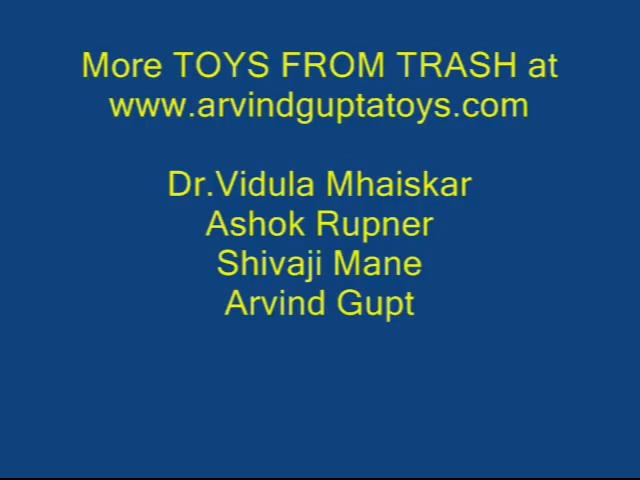 More TOYS FROM TRASH at
www.arvindguptatoys.com
Dr.Vidula Mhaiskar
Ashok Rupner
Shivaji Mane
Arvind Gupt